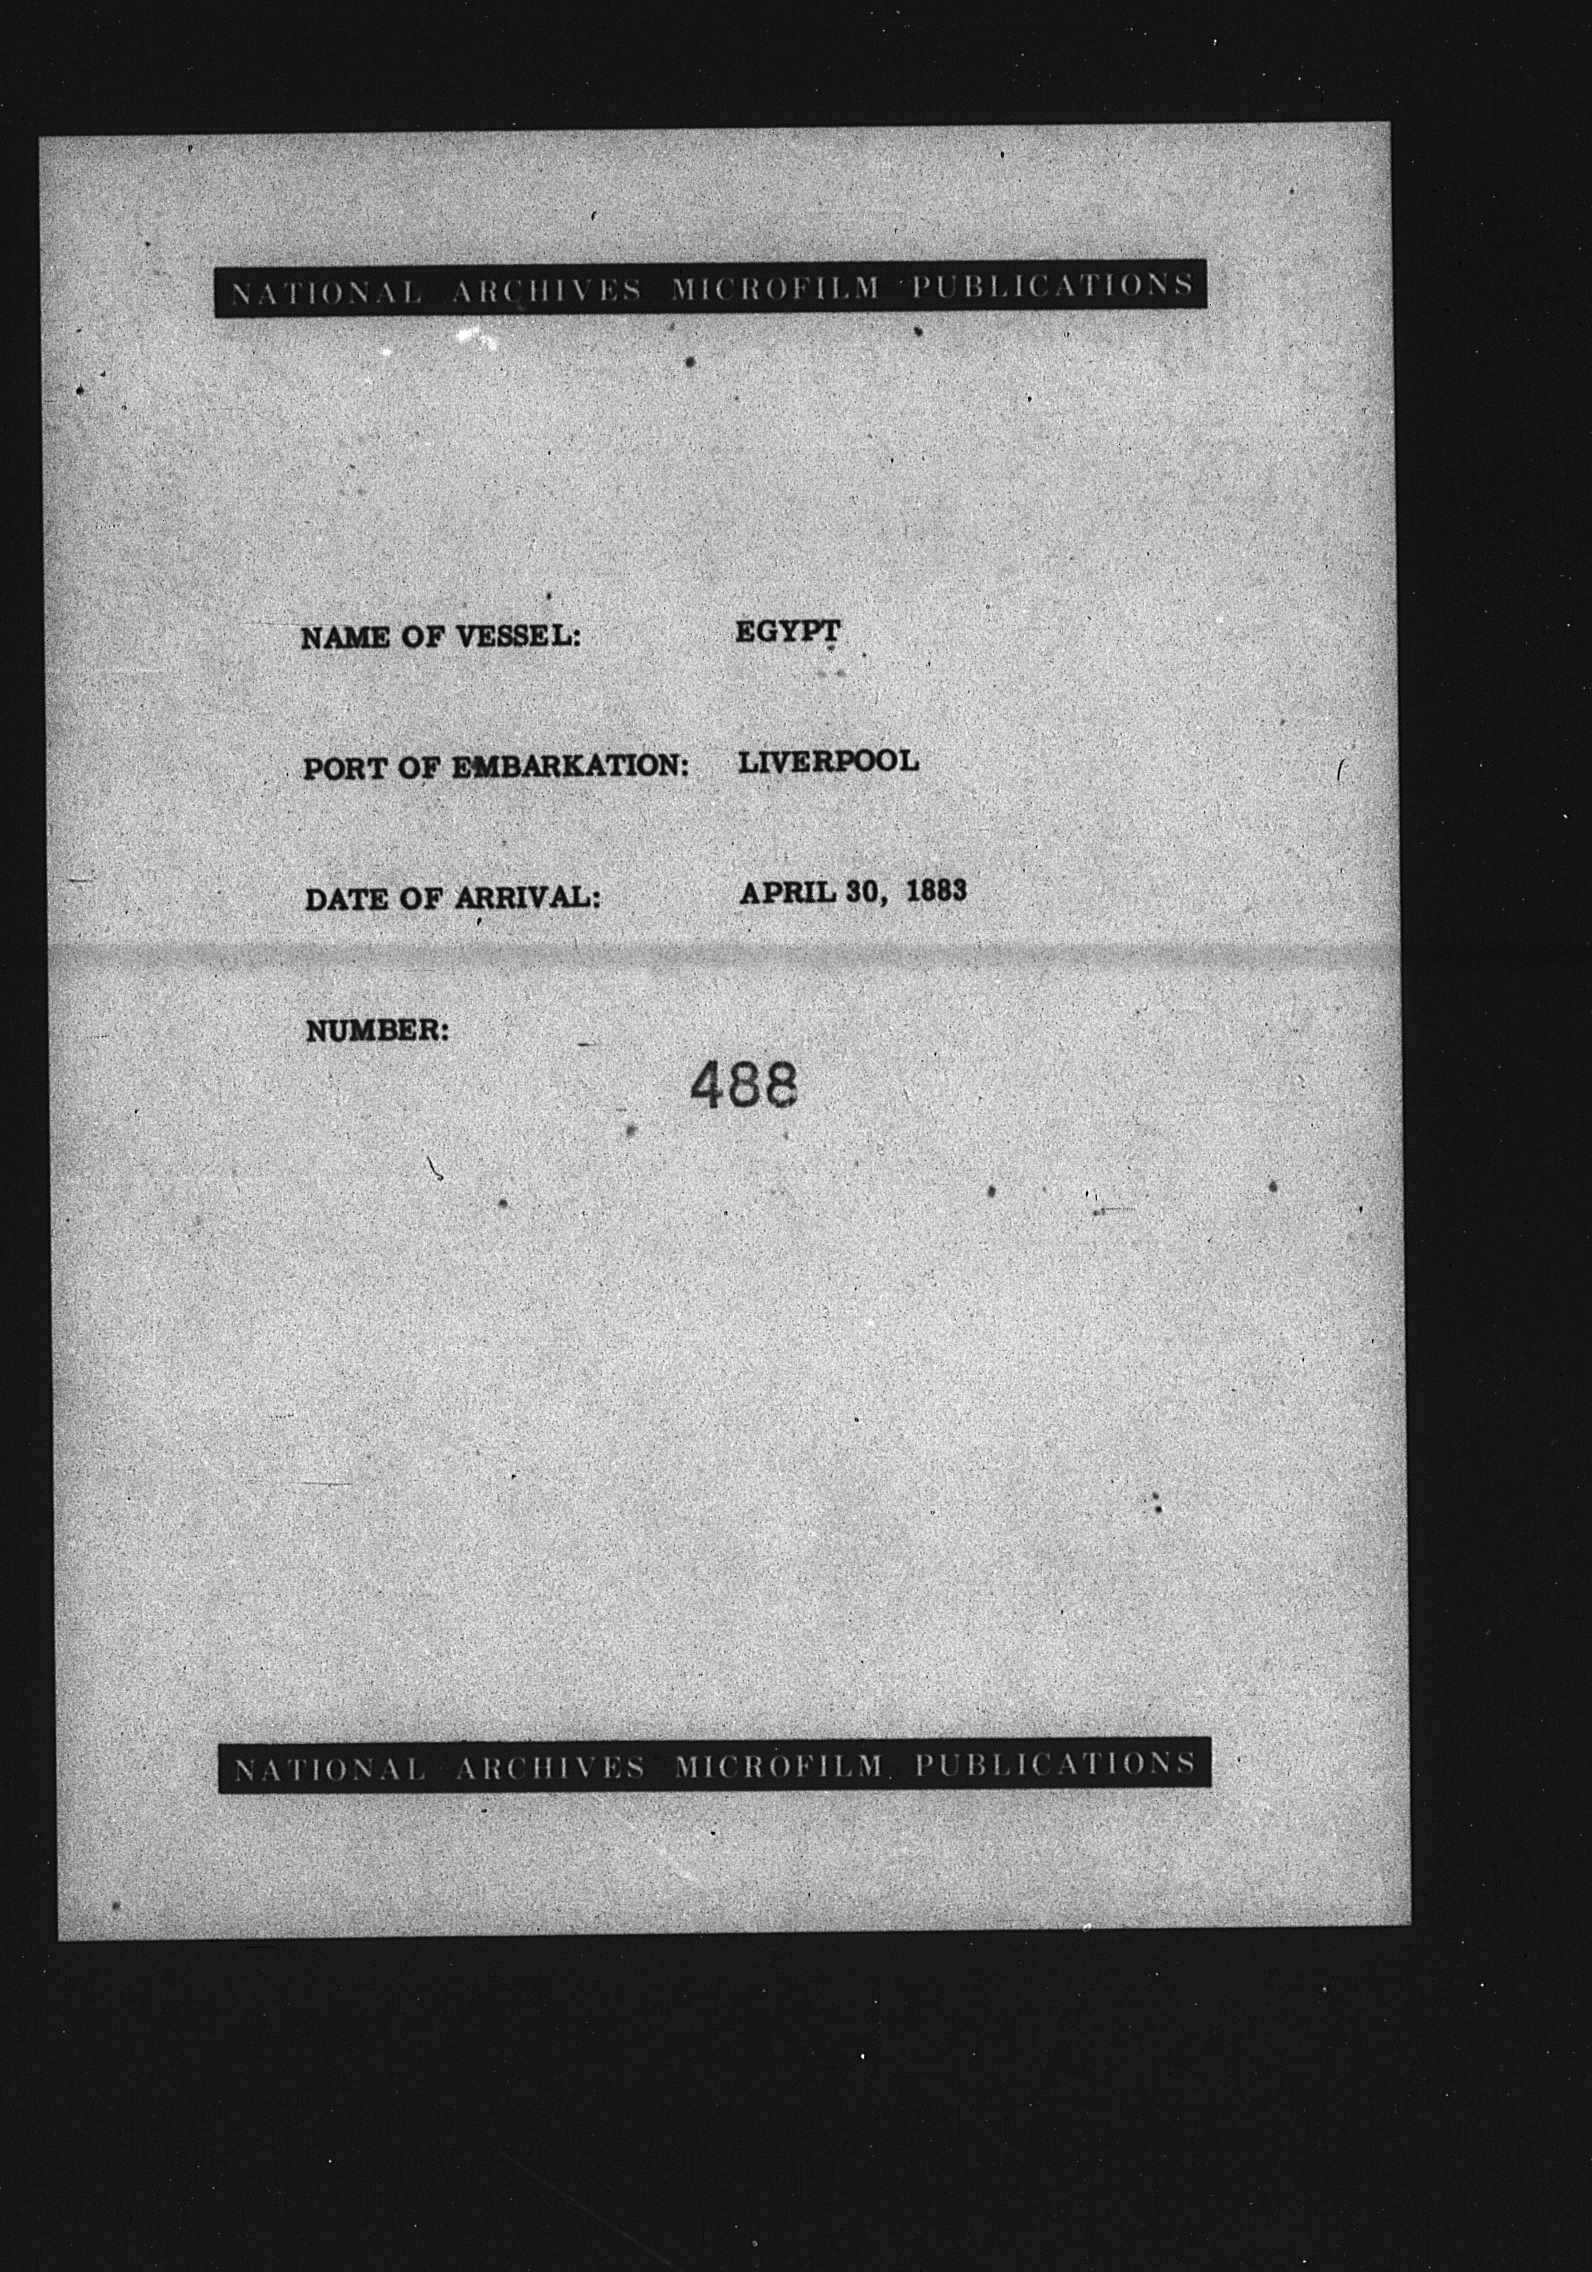 NATIONAL ARCHIVES MICROFILM PUBLICATIONS
NAME OF VESSEL: EGYPT
PORT OF EMBARKATION: LIVERPOOL
DATE OF ARRIVAL: APRIL 30, 1883
NUMBER:
488
NATIONAL ARCHIVES MICROFILM PUBLICATIONS